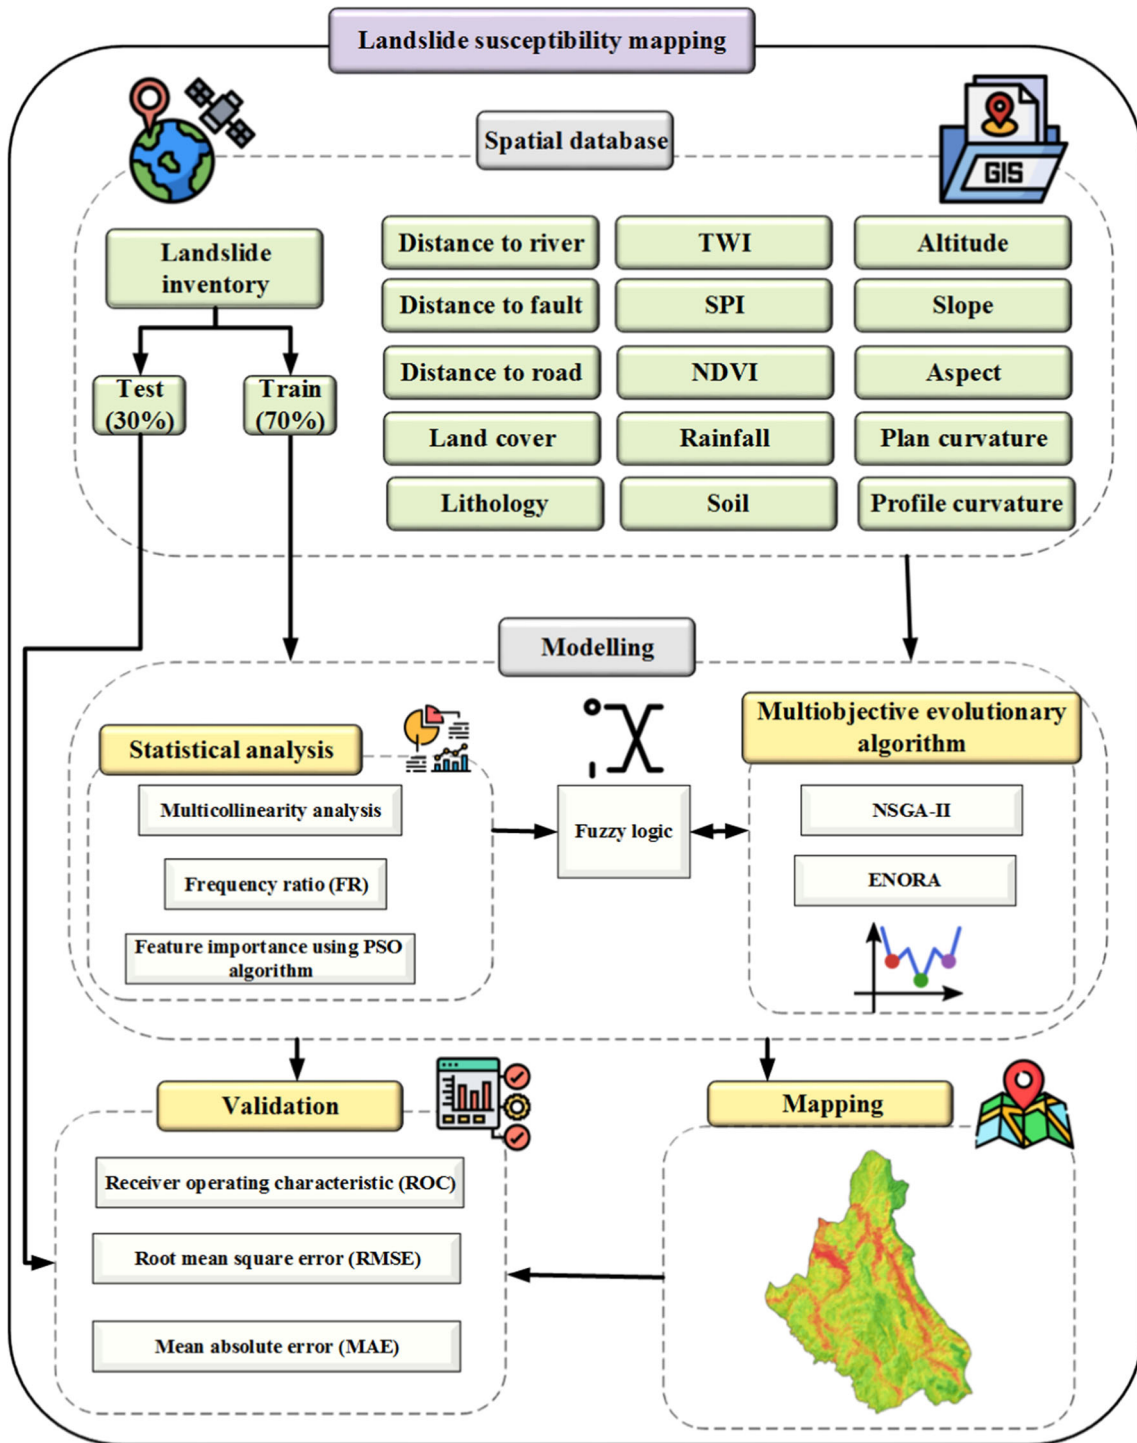 Landslide susceptibility mapping
Spatial database
GIS
Landslide
inventory
Test
(30%)
Train
(70%)
Distance to river
TWI
Altitude
Distance to fault
SPI
Slope
Distance to road
NDVI
Aspect
Land cover
Rainfall
Plan curvature
Lithology
Soil
Profile curvature
Modelling
Statistical analysis
Multicollinearity analysis
Frequency ratio (FR)
Feature importance using PSO
algorithm
Fuzzy logic
Multiobjective evolutionary
algorithm
NSGA-II
ENORA
Validation
Receiver operating characteristic (ROC)
Root mean square error (RMSE)
Mean absolute error (MAE)
Mapping